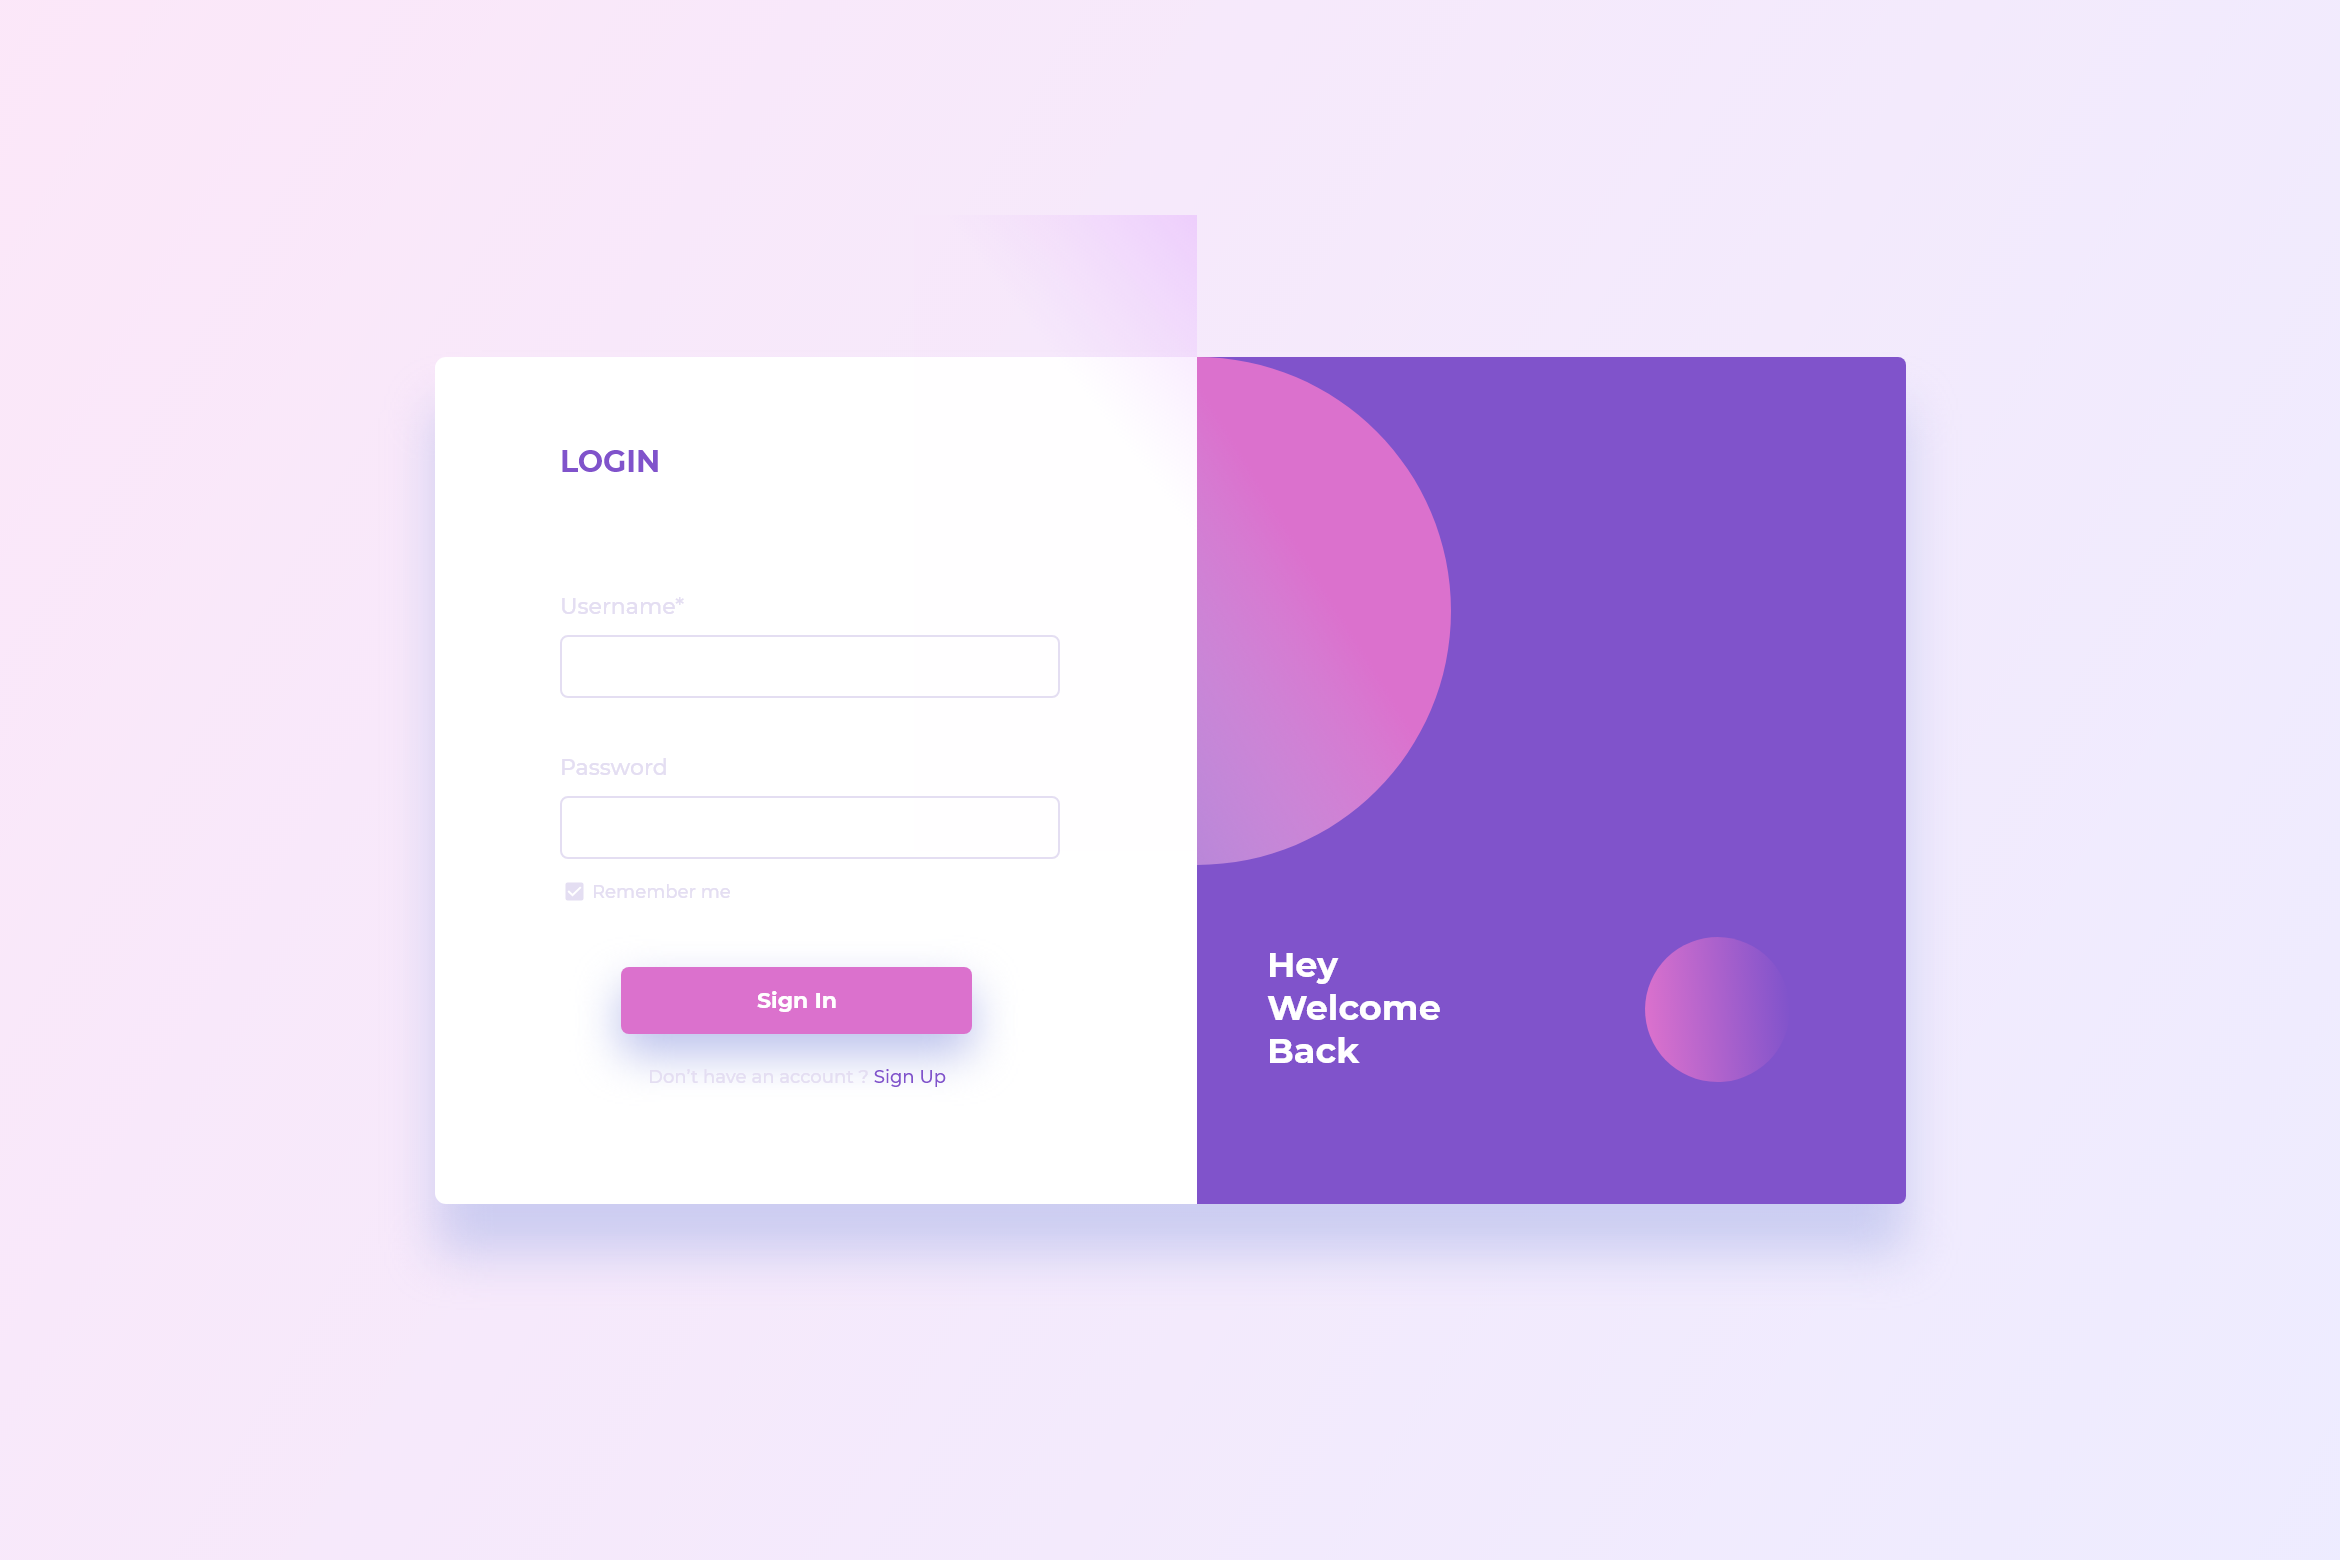 LOGIN
Username*
Password
Remember me
Sign In
Don't have an account ? Sign Up
Hey
Welcome
Back